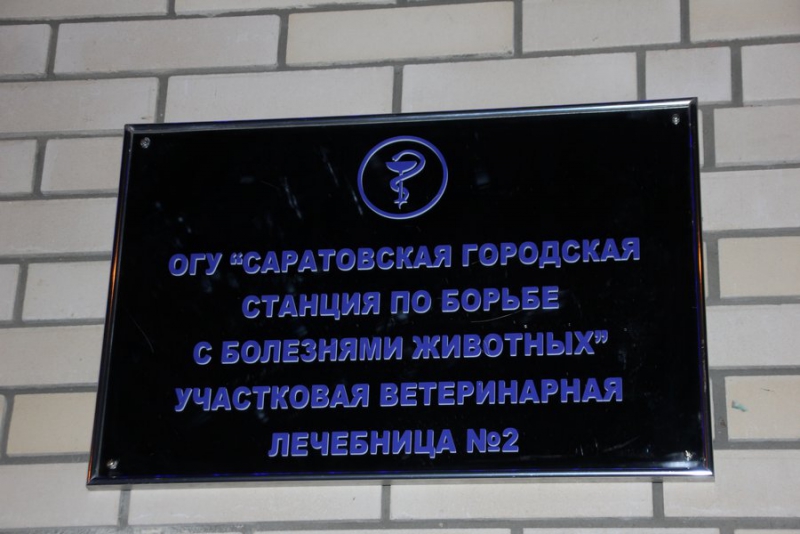 ОГУ “САРАТОВСКАЯ ГОРОДСКАЯ
СТАНЦИЯ ПО БОРЬБЕ
С БОЛЕЗНЯМИ ЖИВОТНЫХ”
УЧАСТКОВАЯ ВЕТЕРИНАРНАЯ
ЛЕЧЕБНИЦА №2